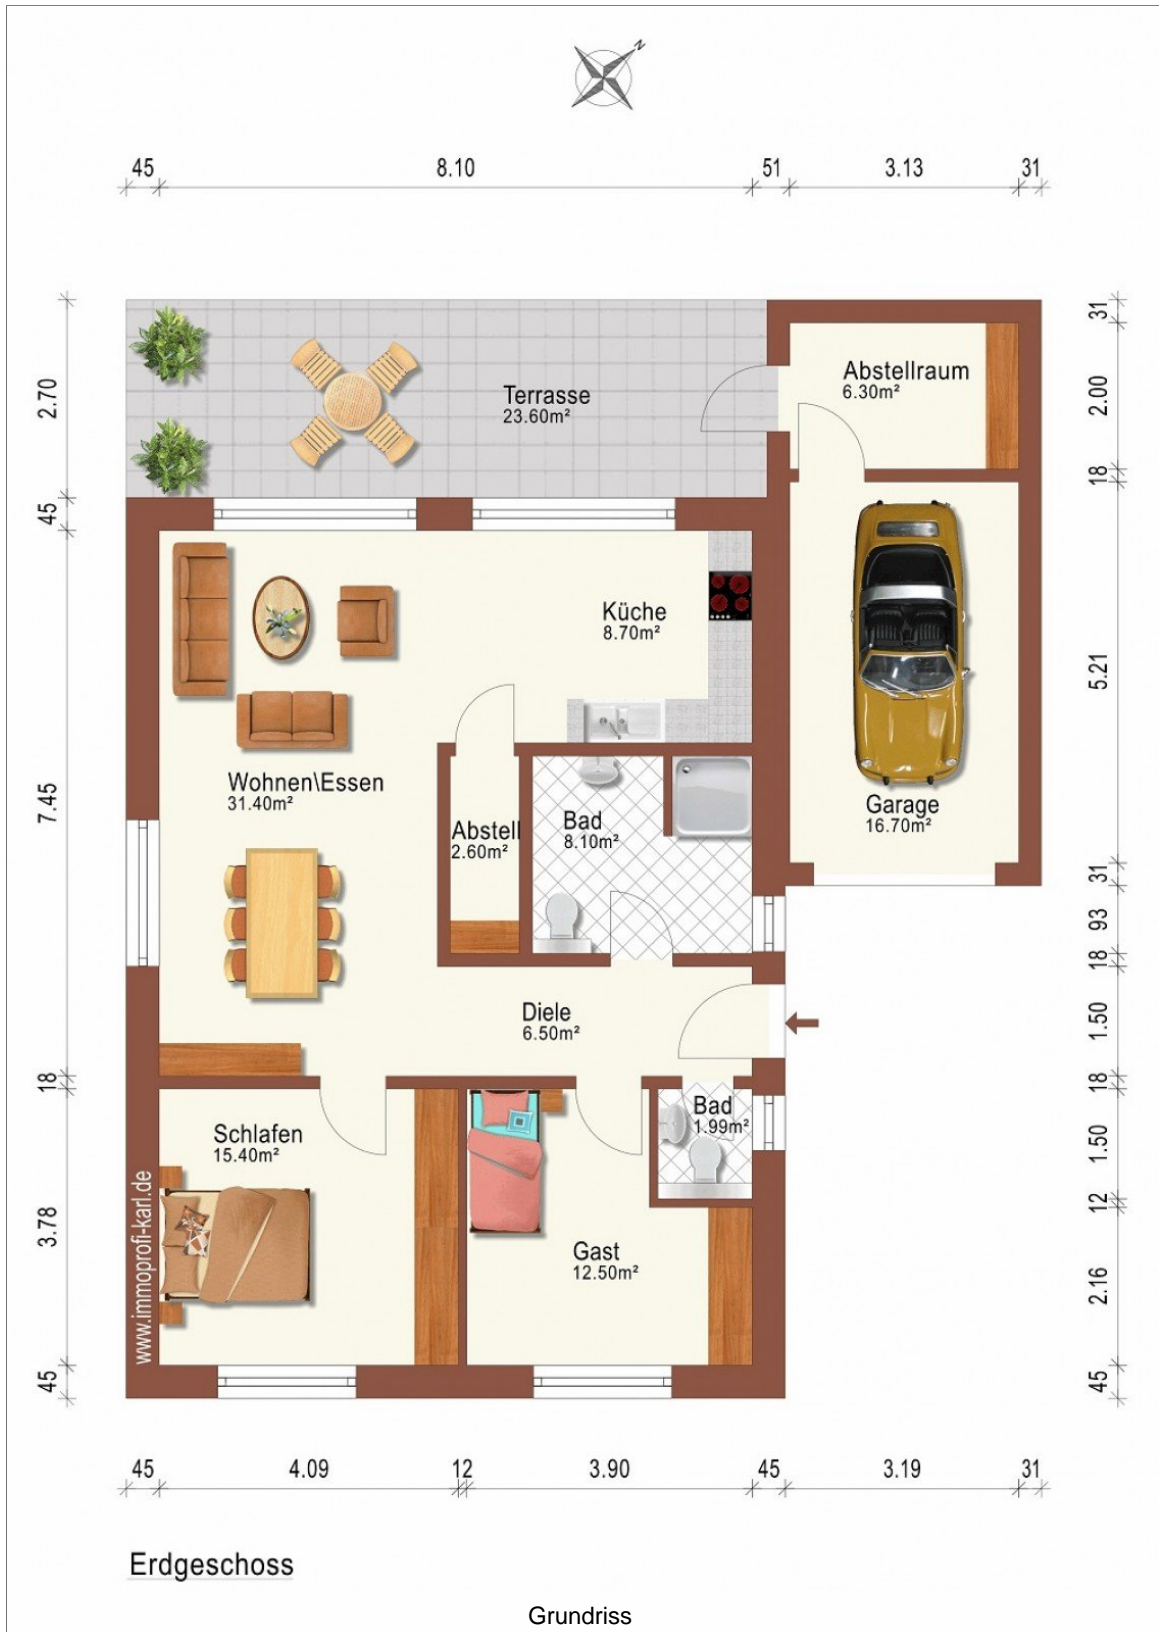 N
45 8.10 51 3.13 31
2.70
45
7.45
18
3.78
45
Terrasse
23.60m²
Abstellraum
6.30m²
Küche
8.70m²
Wohnen\Essen
31.40m²
Abstell
2.60m²
Bad
8.10m²
Garage
16.70m²
Diele
6.50m²
Schlafen
15.40m²
Bad
1.99m²
Gast
12.50m²
www.immoprofi-karl.de
31
2.00
18
5.21
31
93
18
1.50
18
1.50
12
2.16
45
45 4.09 12 3.90 45 3.19 31
Erdgeschoss
Grundriss